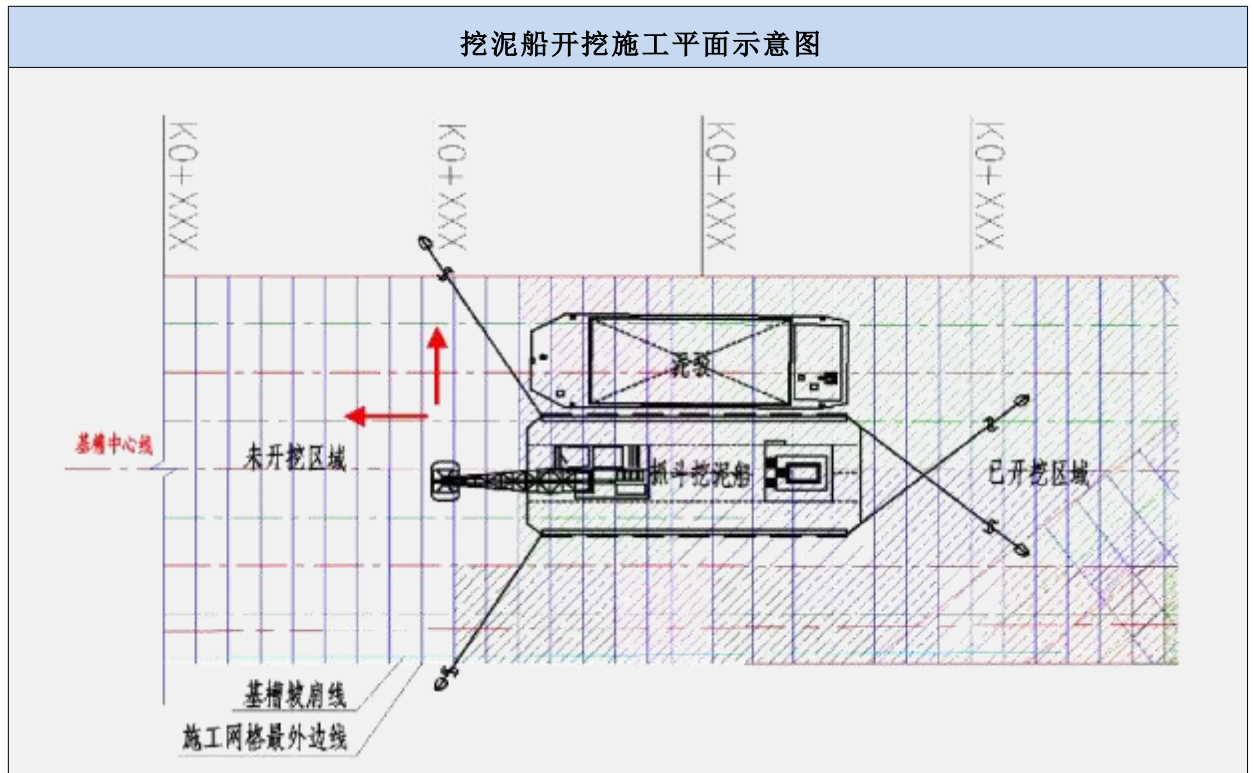 挖泥船开挖施工平面示意图
K0+XXX
K0+XXX
K0+XXX
K0+XXX
泥驳
基槽中心线
未开挖区域
抓斗挖泥船
已开挖区域
基槽坡肩线
施工网格最外边线